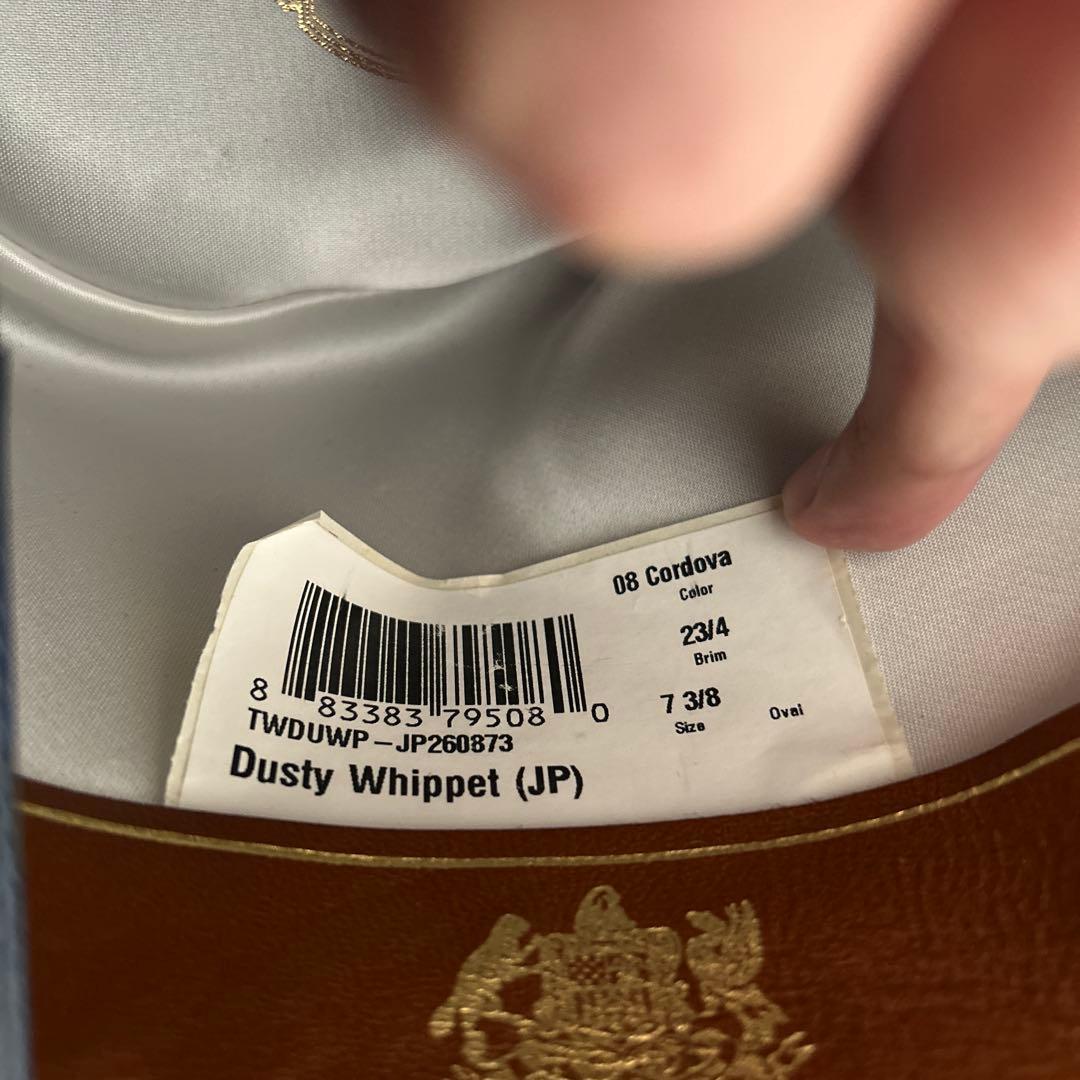 08 Cordova
Color
23/4
Brim
7 3/8
Size
Oval
8 83383 79508 0
TWDUWP-JP260873
Dusty Whippet (JP)